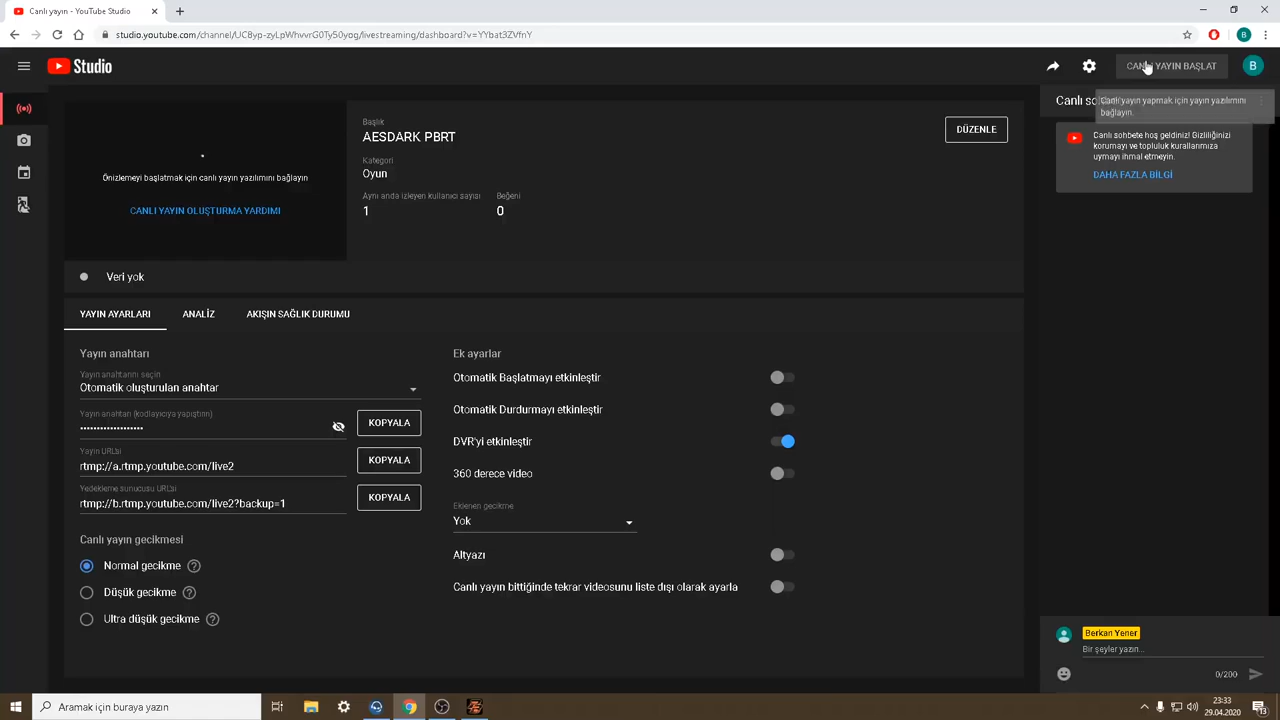 Canlı yayın - YouTube Studio
studio.youtube.com/channel/UC8yp-zyLpWhvvrG0Ty50yog/livestreaming/dashboard?v=YYbat3ZVfnY
B
Studio
CANLI YAYIN BAŞLAT
B
Canlı yayın yapmak için yayın yazılımını
bağlayın.
Canlı
Canlı sohbete hoş geldiniz! Gizliliğinizi
korumayı ve topluluk kurallarımıza
uymayı ihmal etmeyin.
DAHA FAZLA BİLGİ
Önizlemeyi başlatmak için canlı yayın yazılımını bağlayın
CANLI YAYIN OLUŞTURMA YARDIMI
Başlık
AESDARK PBRT
DÜZENLE
Kategori
Oyun
Aynı anda izleyen kullanıcı sayısı
Beğeni
1
0
Veri yok
YAYIN AYARLARI
ANALİZ
AKIŞIN SAĞLIK DURUMU
Yayın anahtarı
Yayın anahtarını seçin
Otomatik oluşturulan anahtar
Yayın anahtarı (kodlayıcıya yapıştırın)
••••••••••••••••••••
KOPYALA
Yayın URL'si
rtmp://a.rtmp.youtube.com/live2
KOPYALA
Yedekleme sunucusu URL'si
rtmp://b.rtmp.youtube.com/live2?backup=1
KOPYALA
Canlı yayın gecikmesi
Normal gecikme
Düşük gecikme
Ultra düşük gecikme
Ek ayarlar
Otomatik Başlatmayı etkinleştir
Otomatik Durdurmayı etkinleştir
DVR'yi etkinleştir
360 derece video
Eklenen gecikme
Yok
Altyazı
Canlı yayın bittiğinde tekrar videosunu liste dışı olarak ayarla
Berkan Yener
Bir şeyler yazın...
0/200
Aramak için buraya yazın
23:33
29.04.2020
13